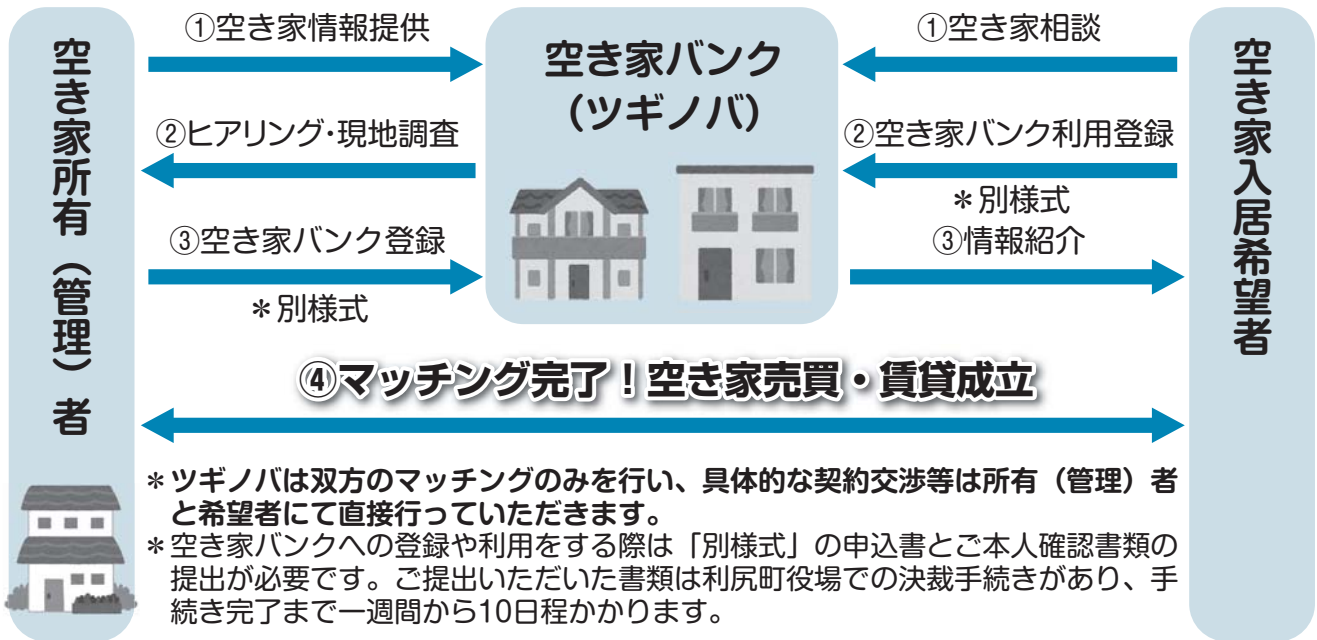 空き家所有（管理）者
①空き家情報提供
②ヒアリング・現地調査
③空き家バンク登録
＊別様式
空き家バンク
（ツギノバ）
①空き家相談
②空き家バンク利用登録
＊別様式
③情報紹介
空き家入居希望者
④マッチング完了！空き家売買・賃貸成立
＊ツギノバは双方のマッチングのみを行い、具体的な契約交渉等は所有（管理）者
と希望者にて直接行っていただきます。
＊空き家バンクへの登録や利用をする際は「別様式」の申込書とご本人確認書類の
提出が必要です。ご提出いただいた書類は利尻町役場での決裁手続きがあり、手
続き完了まで一週間から10日程かかります。